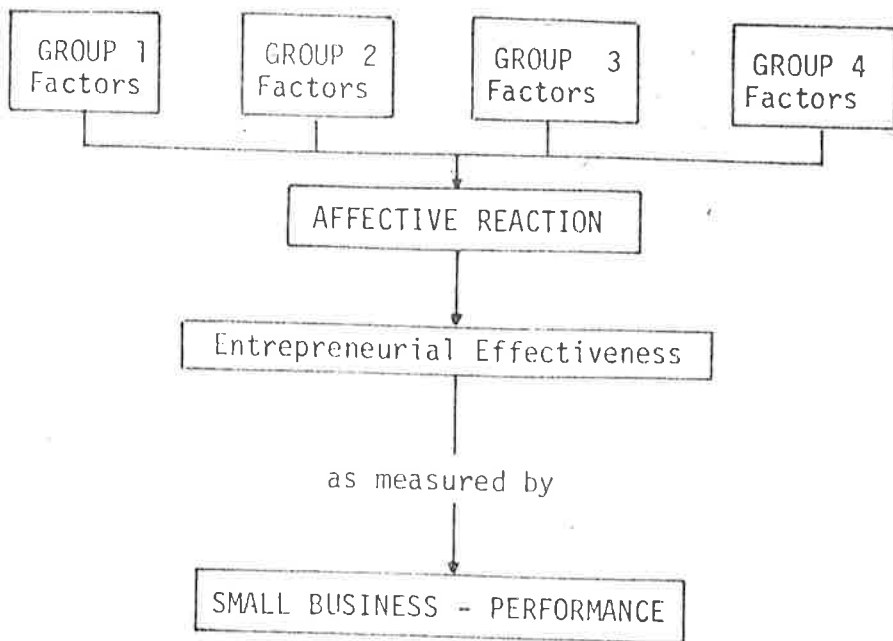 GROUP 1
Factors
GROUP 2
Factors
GROUP 3
Factors
GROUP 4
Factors
AFFECTIVE REACTION
Entrepreneurial Effectiveness
as measured by
SMALL BUSINESS - PERFORMANCE